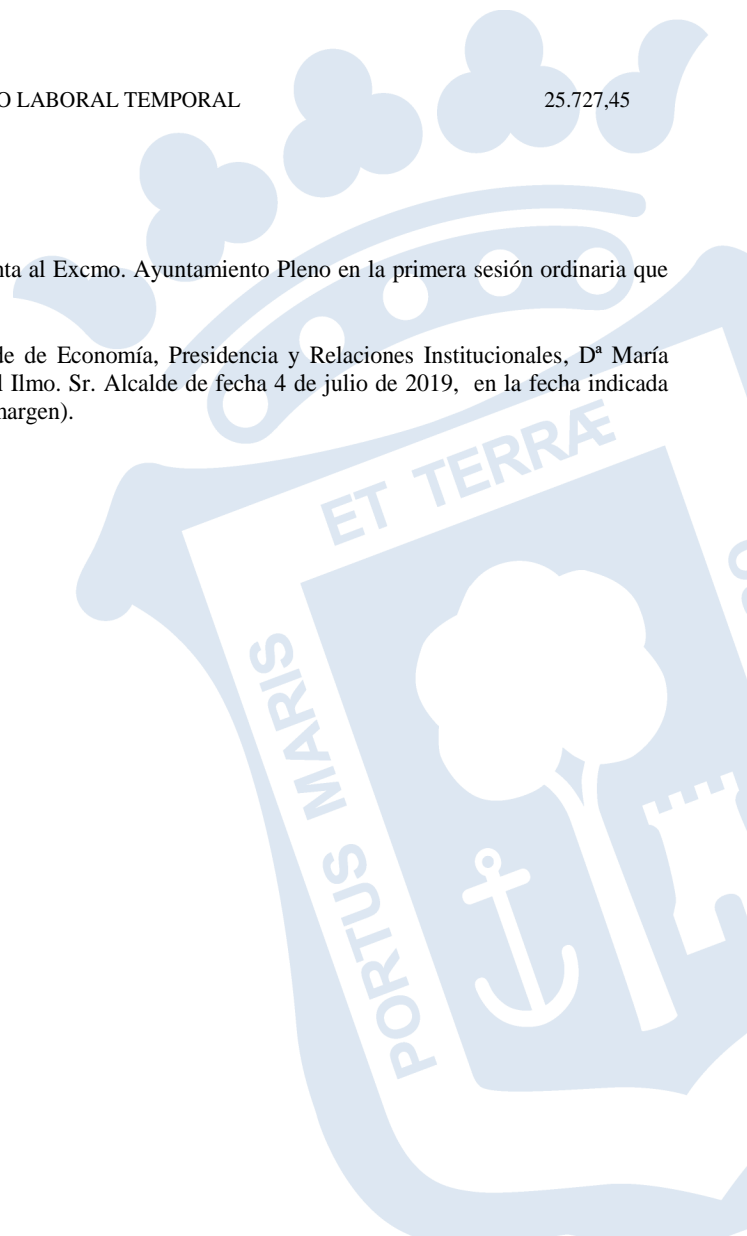 O LABORAL TEMPORAL 25.727,45
nta al Excmo. Ayuntamiento Pleno en la primera sesión ordinaria que
de de Economía, Presidencia y Relaciones Institucionales, Dª María
l Ilmo. Sr. Alcalde de fecha 4 de julio de 2019, en la fecha indicada
margen).
ET TERRÆ
PORTUS MARIS